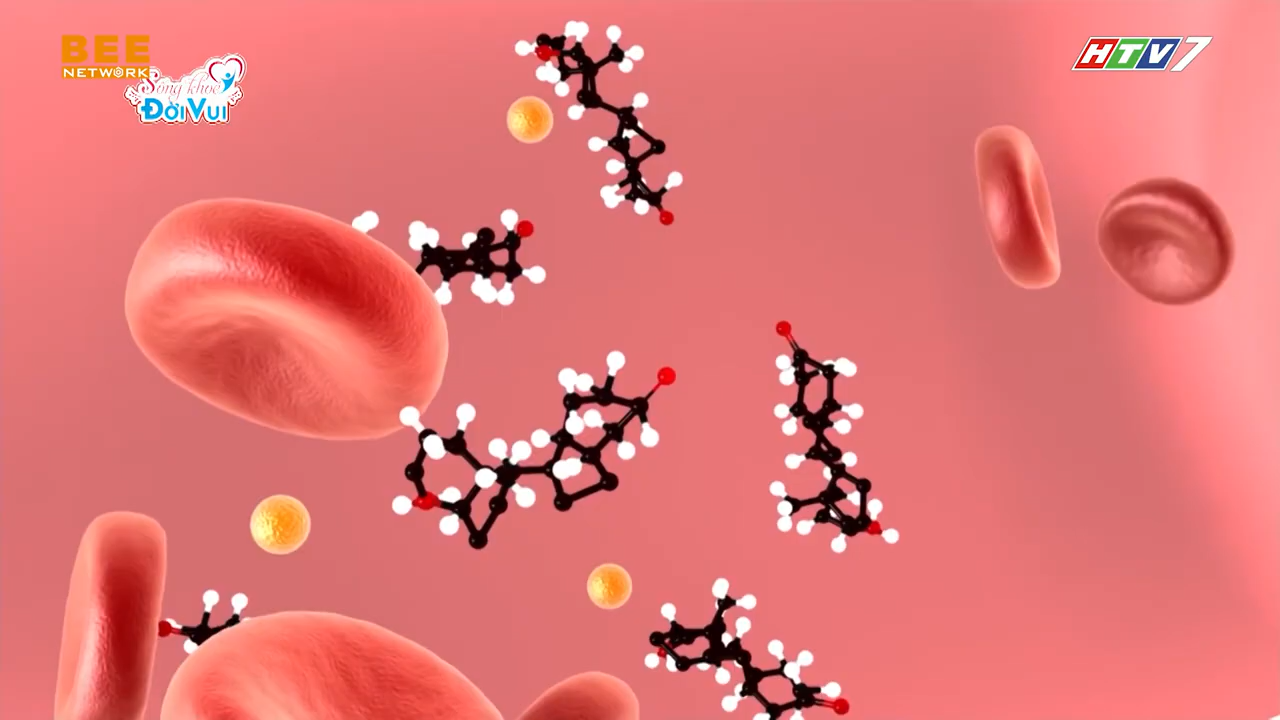 BEE
NETWORK
Sống khỏe
ĐỜI VUI
HTV7